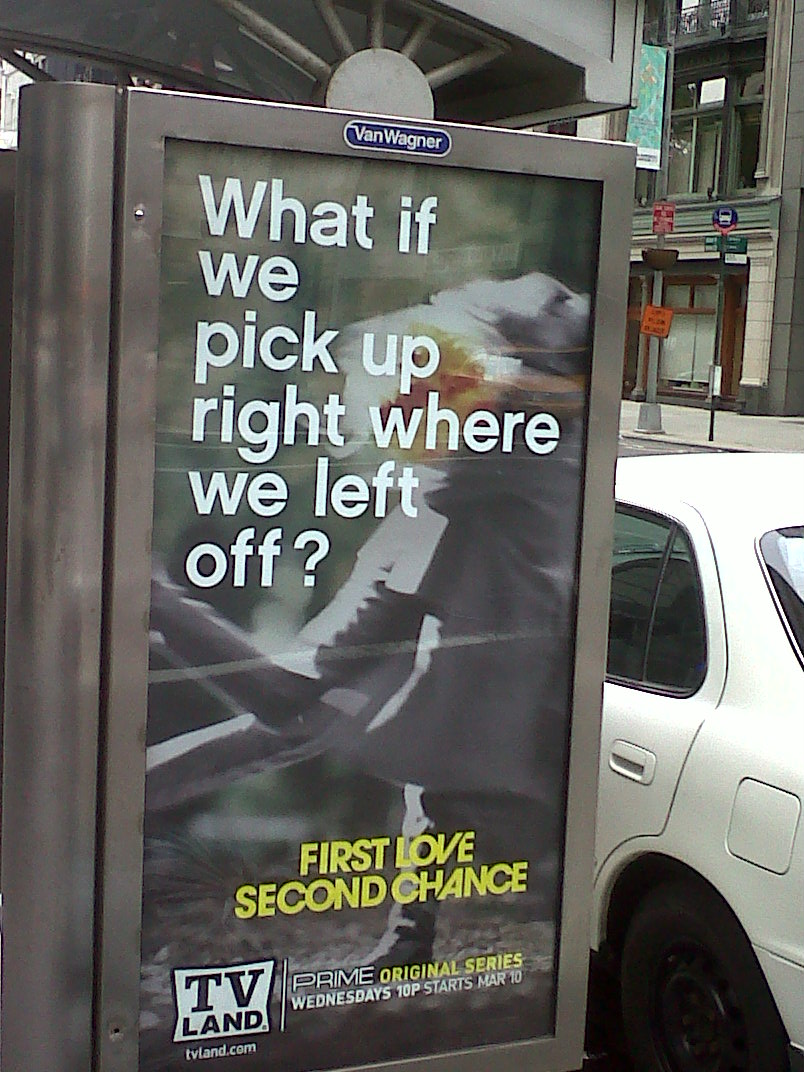 VanWagner
What if
we
pick up
right where
we left
off?
FIRST LOVE
SECOND CHANCE
TV
LAND
PRIME ORIGINAL SERIES
WEDNESDAYS 10P STARTS MAR 10
tvland.com